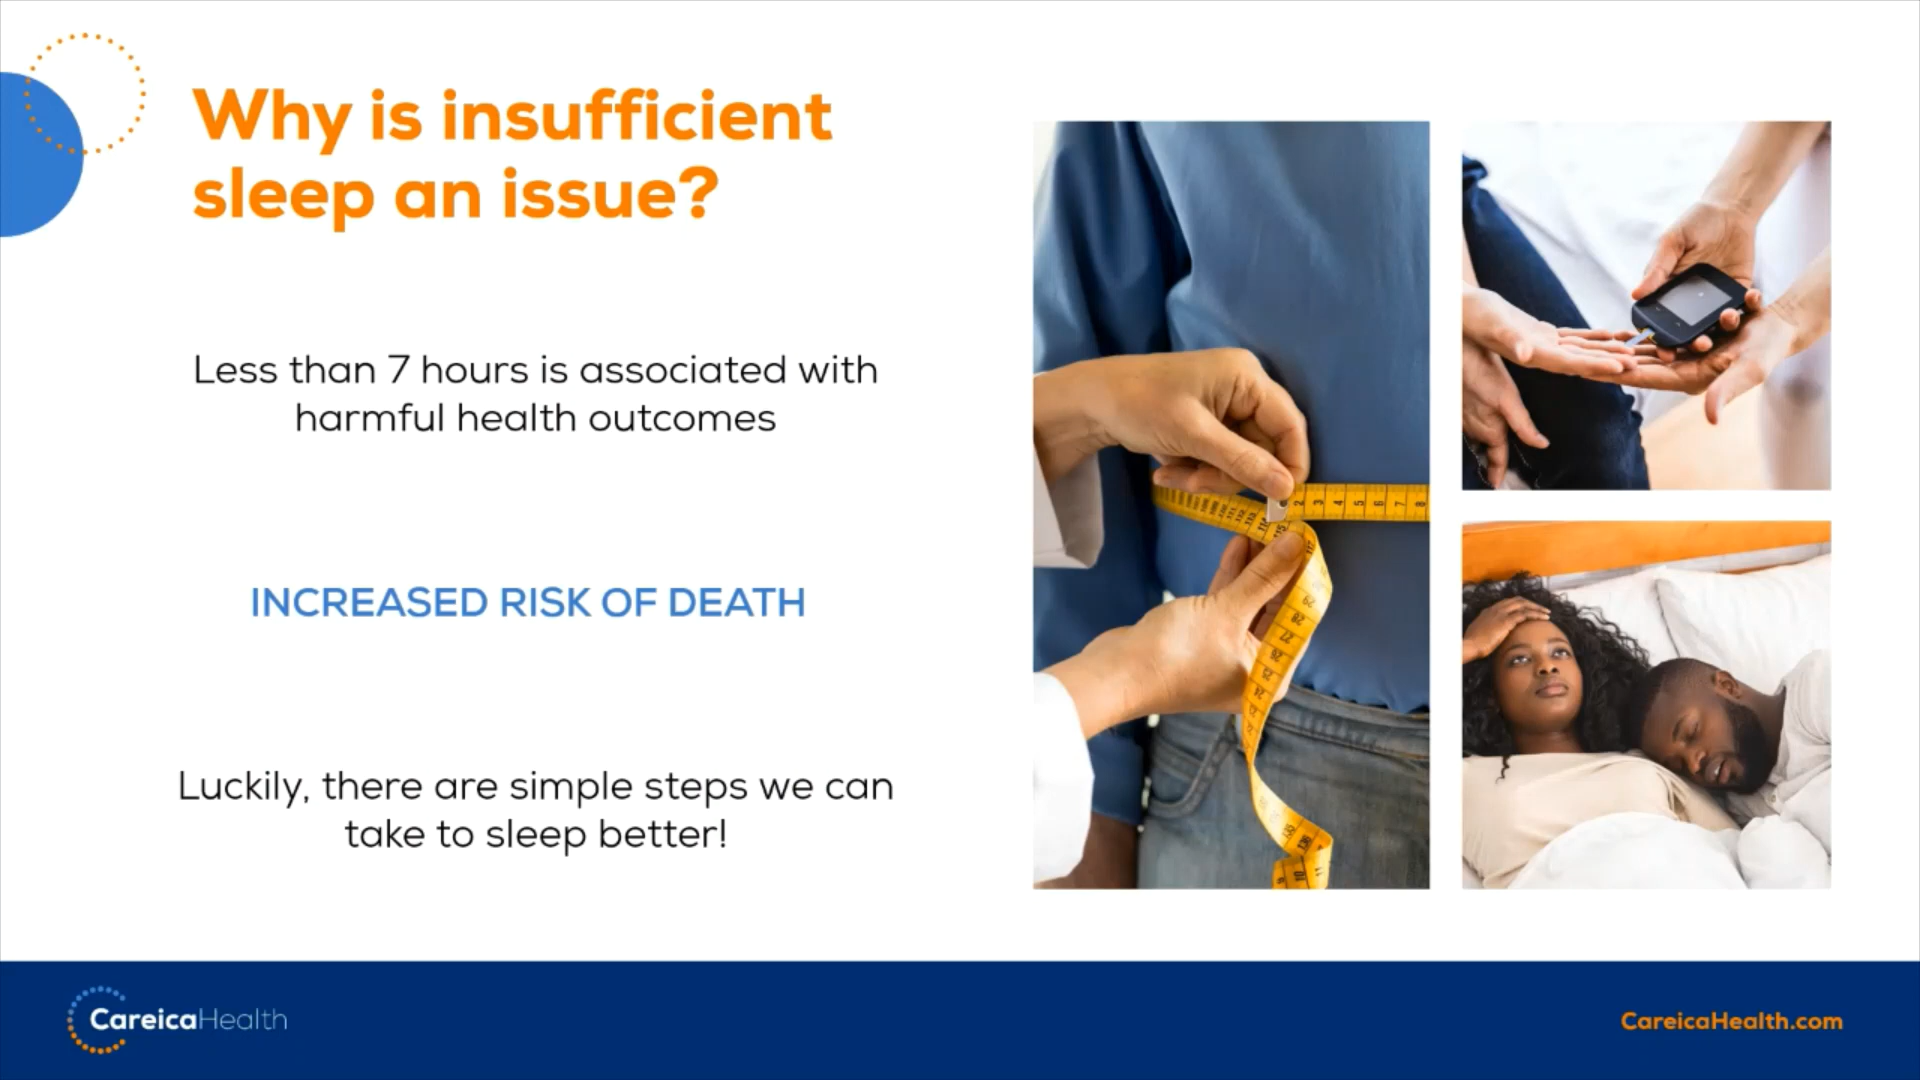 Why is insufficient
sleep an issue?
Less than 7 hours is associated with
harmful health outcomes
INCREASED RISK OF DEATH
Luckily, there are simple steps we can
take to sleep better!
CareicaHealth
CareicaHealth.com